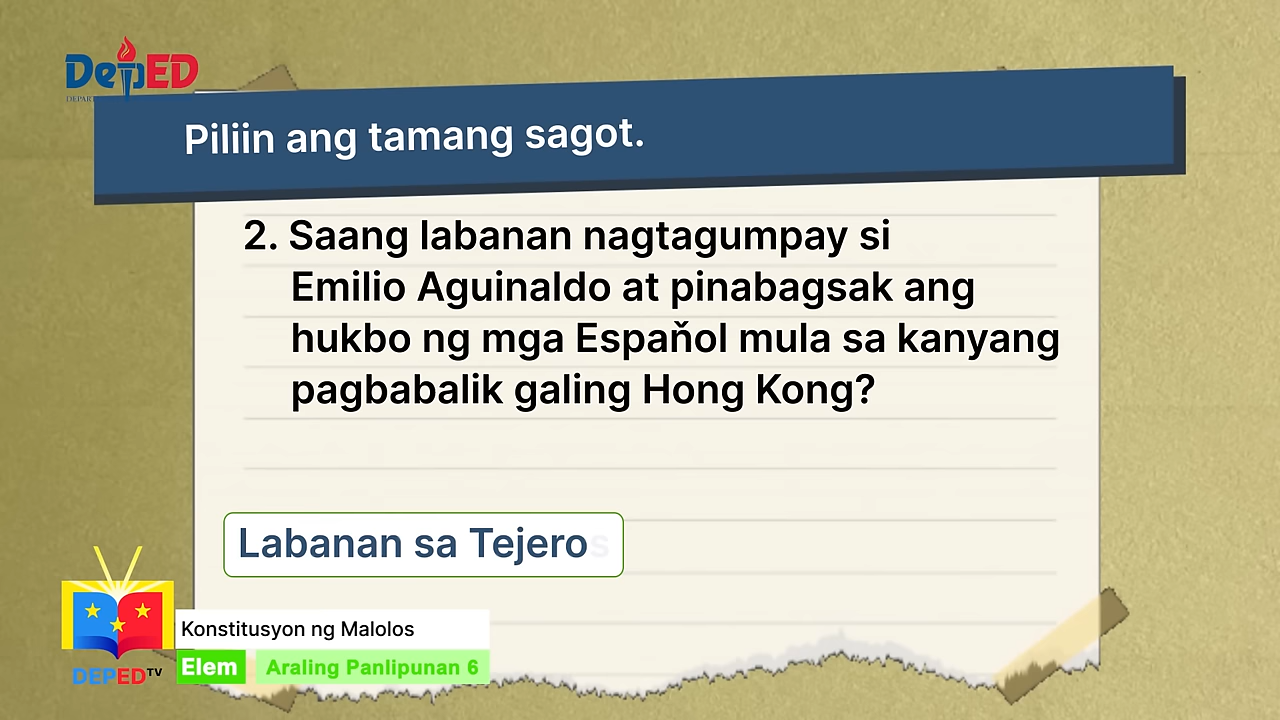 DepED
Piliin ang tamang sagot.
2. Saang labanan nagtagumpay si
Emilio Aguinaldo at pinabagsak ang
hukbo ng mga Espaňol mula sa kanyang
pagbabalik galing Hong Kong?
Labanan sa Tejeros
Konstitusyon ng Malolos
Elem Araling Panlipunan 6
DEPED TV